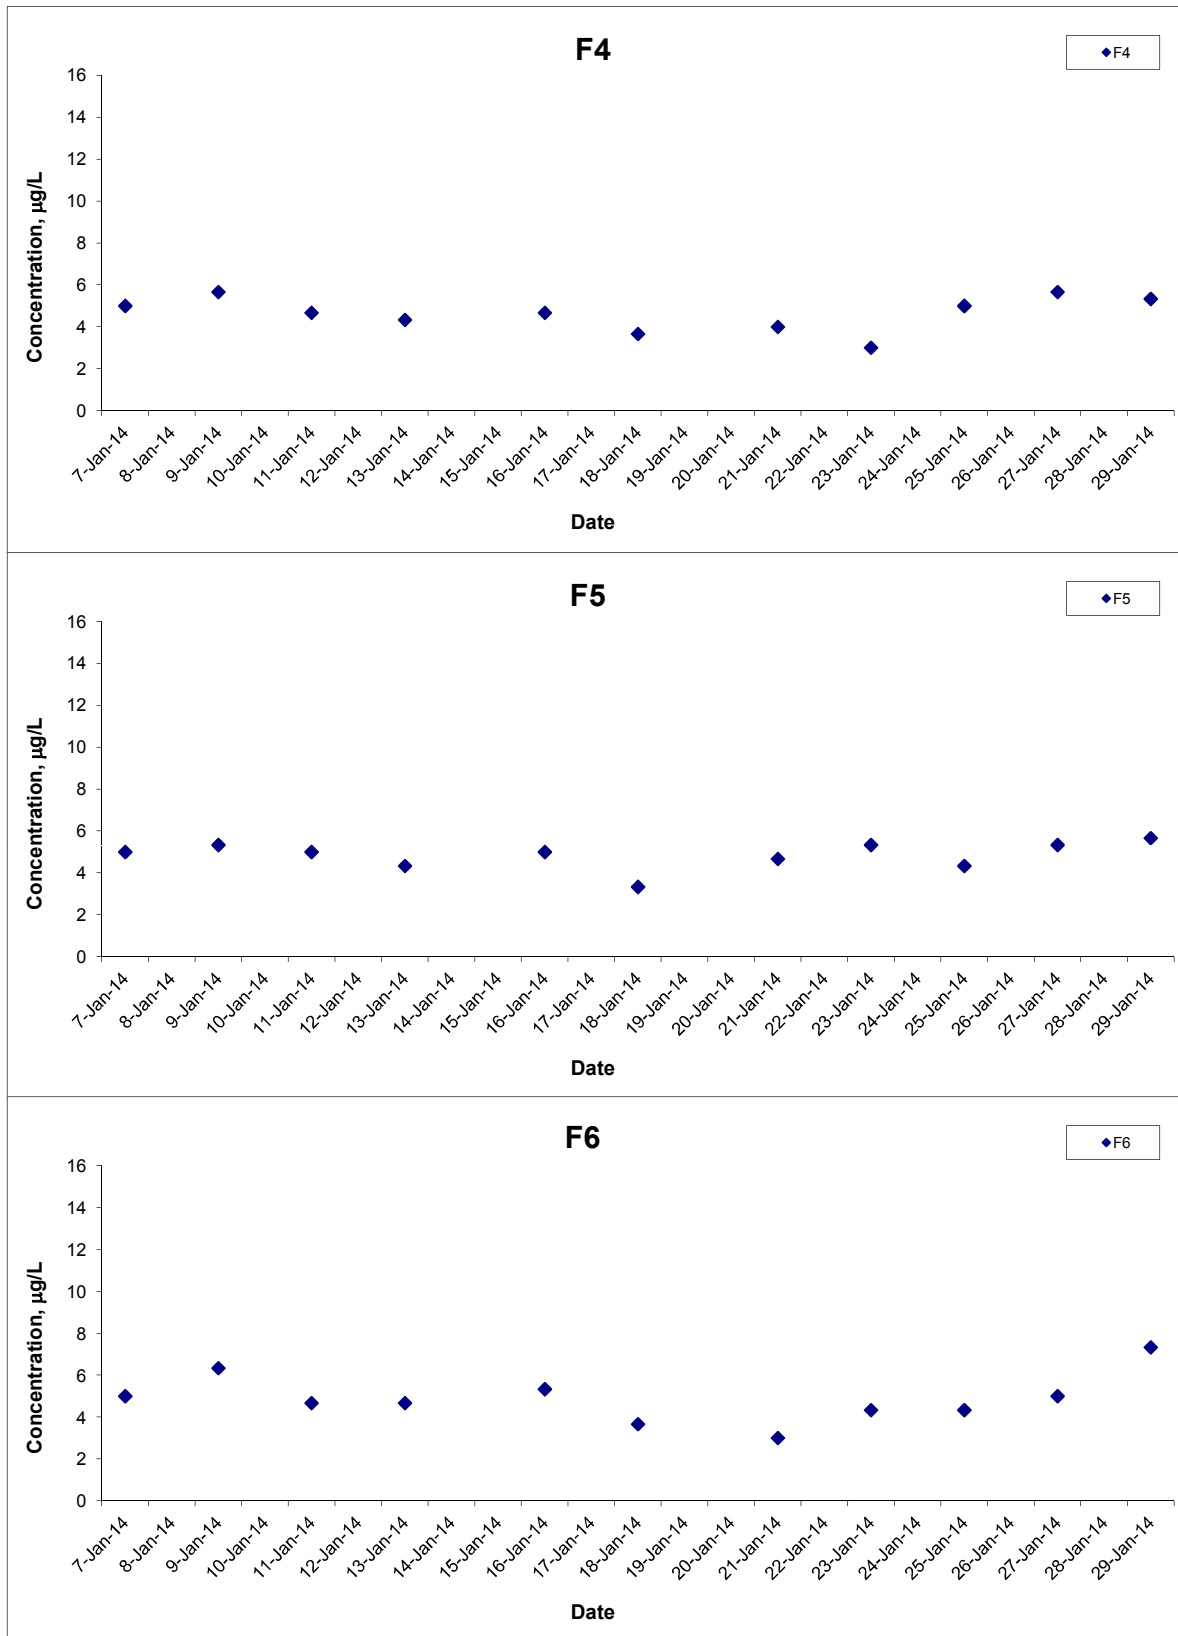 F4
F4
16
14
12
10
8
6
4
2
0
Concentration, µg/L
7-Jan-14
8-Jan-14
9-Jan-14
10-Jan-14
11-Jan-14
12-Jan-14
13-Jan-14
14-Jan-14
15-Jan-14
16-Jan-14
17-Jan-14
18-Jan-14
19-Jan-14
20-Jan-14
21-Jan-14
22-Jan-14
23-Jan-14
24-Jan-14
25-Jan-14
26-Jan-14
27-Jan-14
28-Jan-14
29-Jan-14
Date
F5
F5
16
14
12
10
8
6
4
2
0
Concentration, µg/L
7-Jan-14
8-Jan-14
9-Jan-14
10-Jan-14
11-Jan-14
12-Jan-14
13-Jan-14
14-Jan-14
15-Jan-14
16-Jan-14
17-Jan-14
18-Jan-14
19-Jan-14
20-Jan-14
21-Jan-14
22-Jan-14
23-Jan-14
24-Jan-14
25-Jan-14
26-Jan-14
27-Jan-14
28-Jan-14
29-Jan-14
Date
F6
F6
16
14
12
10
8
6
4
2
0
Concentration, µg/L
7-Jan-14
8-Jan-14
9-Jan-14
10-Jan-14
11-Jan-14
12-Jan-14
13-Jan-14
14-Jan-14
15-Jan-14
16-Jan-14
17-Jan-14
18-Jan-14
19-Jan-14
20-Jan-14
21-Jan-14
22-Jan-14
23-Jan-14
24-Jan-14
25-Jan-14
26-Jan-14
27-Jan-14
28-Jan-14
29-Jan-14
Date